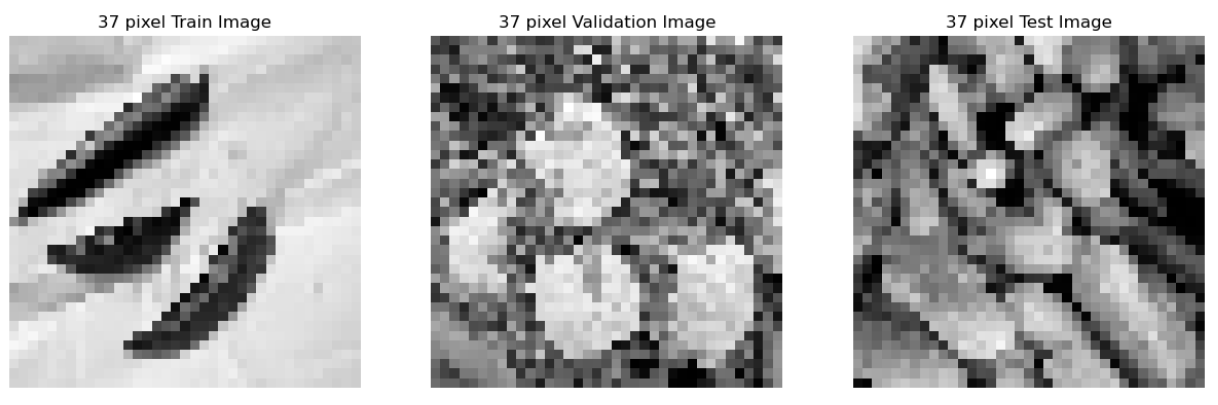 37 pixel Train Image
37 pixel Validation Image
37 pixel Test Image